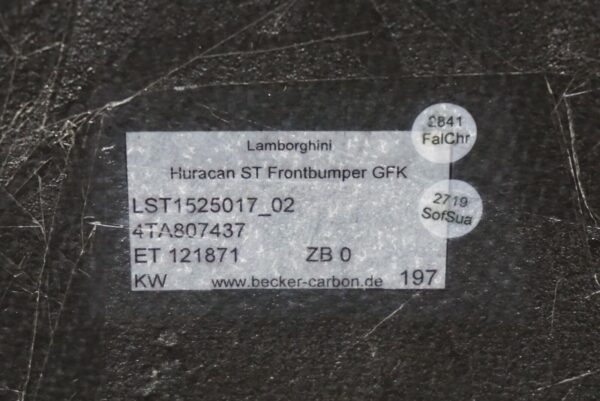 Lamborghini
Huracan ST Frontbumper GFK
LST1525017_02
4TA807437
ET 121871 ZB 0
KW www.becker-carbon.de 197
2841
FalChr
2719
SofSua